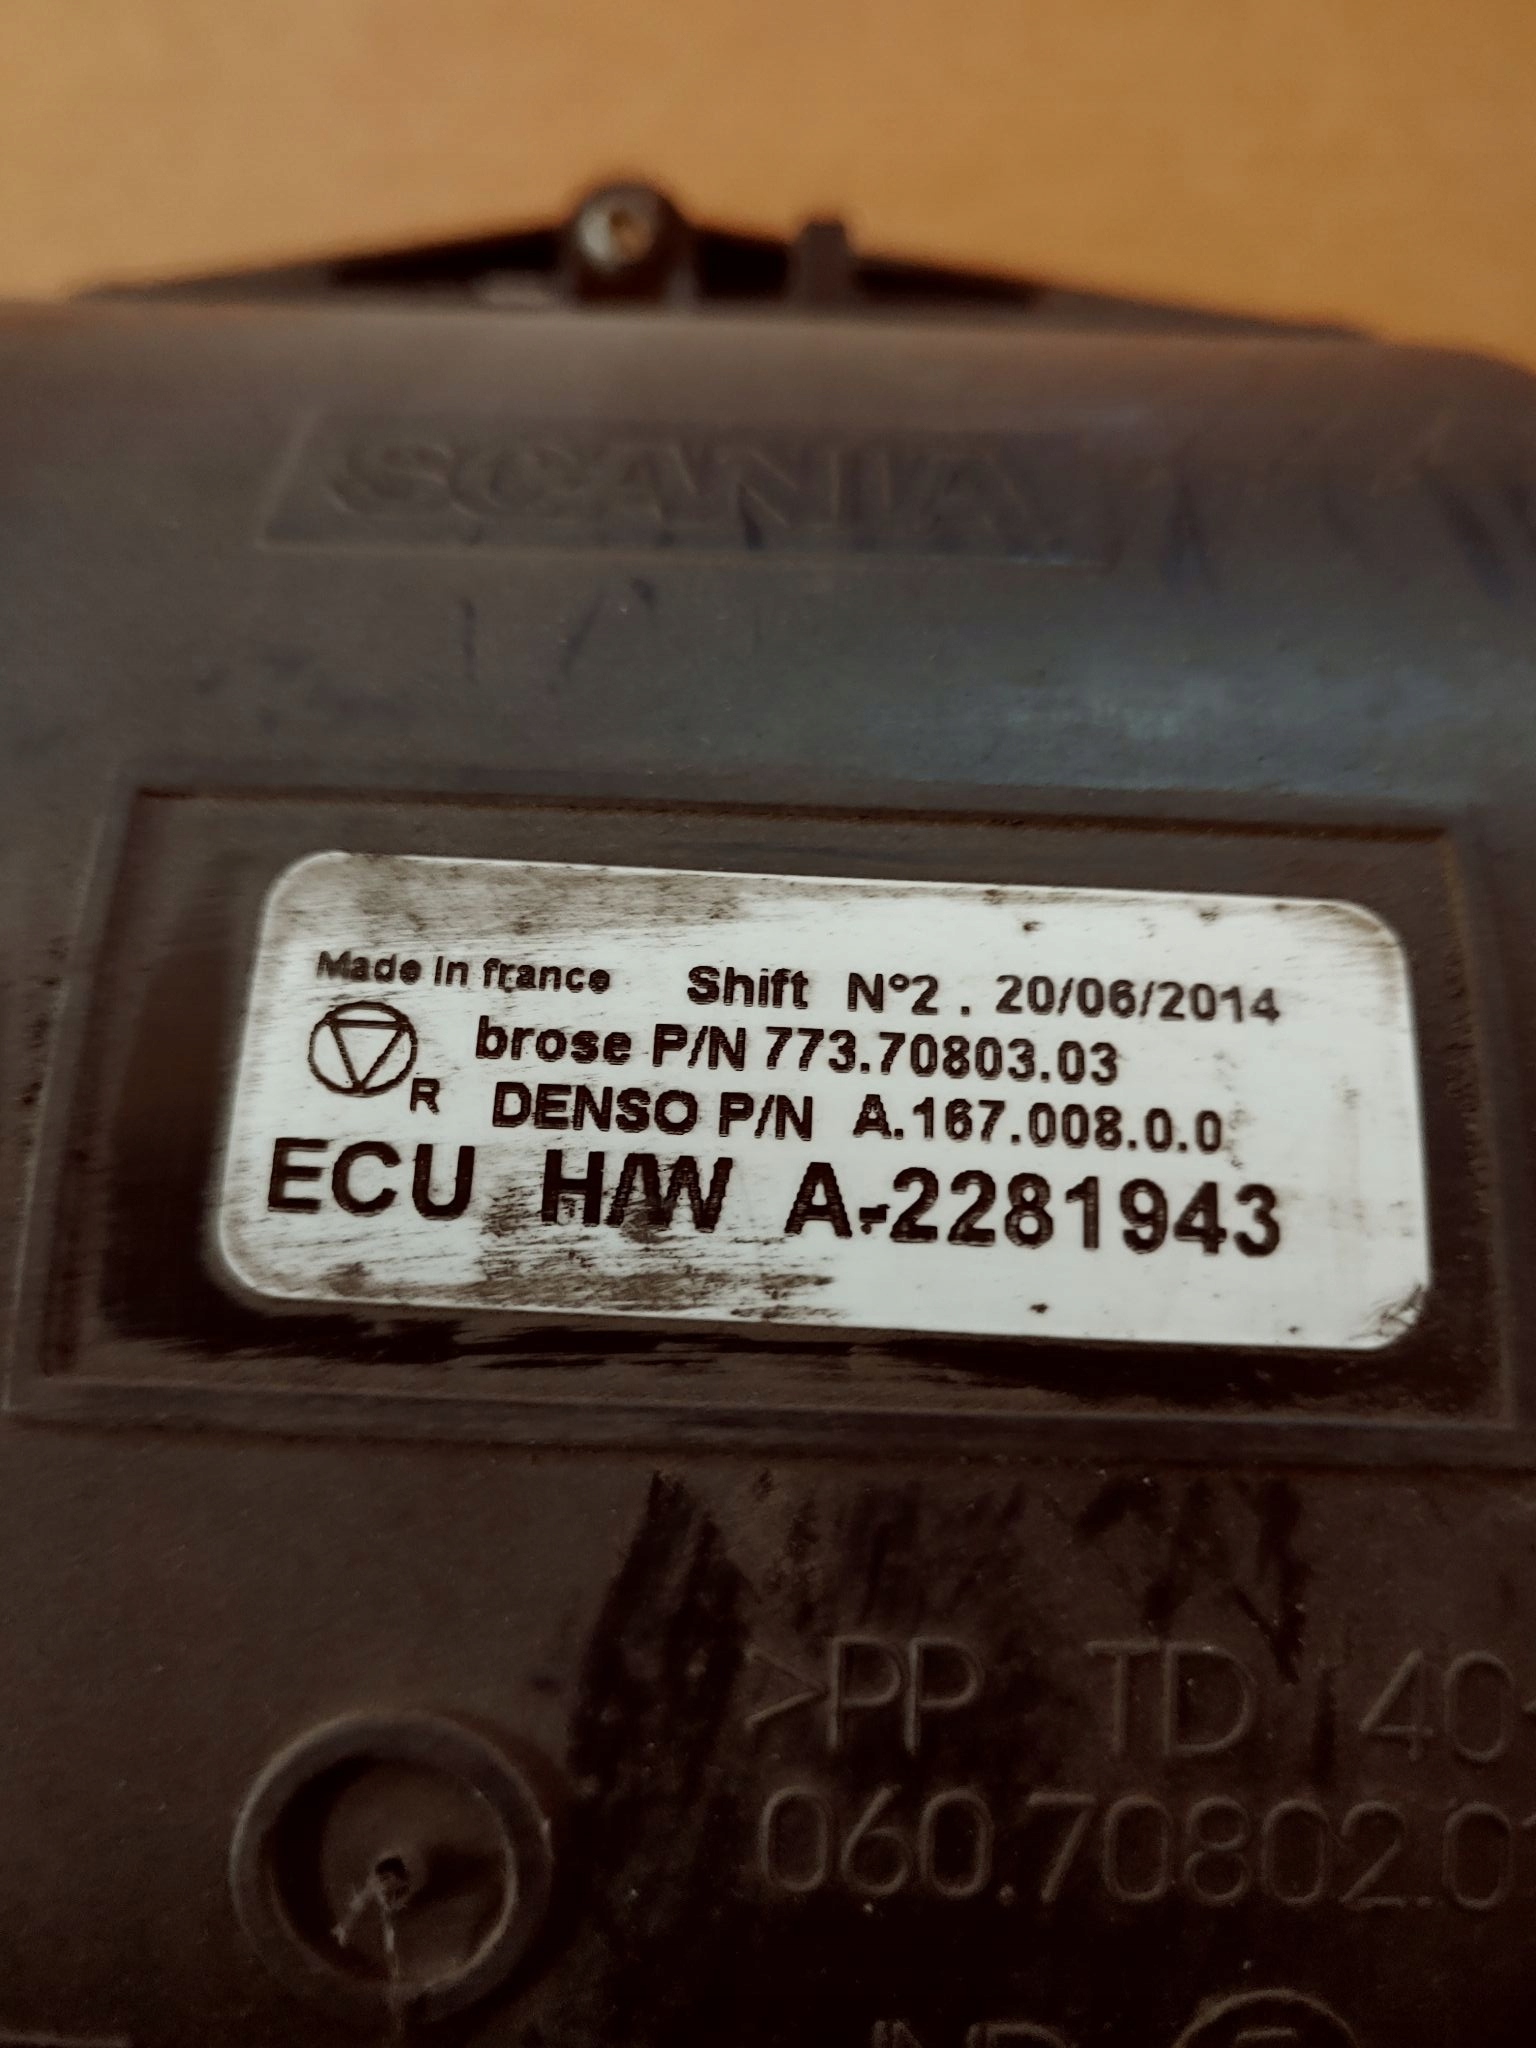 SCANIA
Made In france Shift N°2 . 20/06/2014
brose P/N 773.70803.03
R DENSO P/N A.167.008.0.0
ECU H/W A-2281943
>PP TD 40
060.70802.0